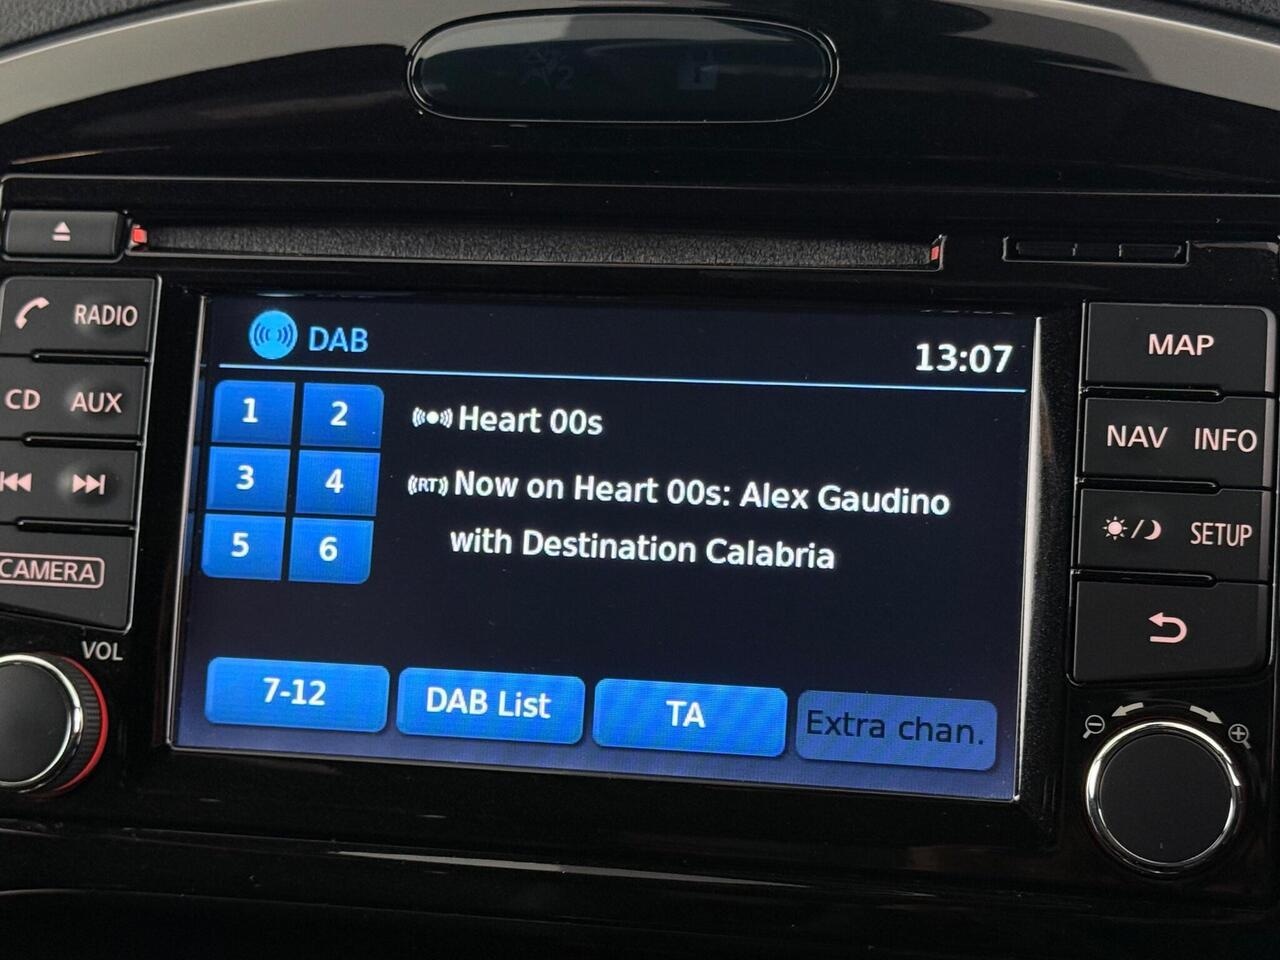 RADIO
CD AUX
CAMERA
VOL
DAB
13:07
1 2
3 4
5 6
Heart 00s
RT Now on Heart 00s: Alex Gaudino
with Destination Calabria
7-12 DAB List TA Extra chan.
MAP
NAV INFO
SETUP